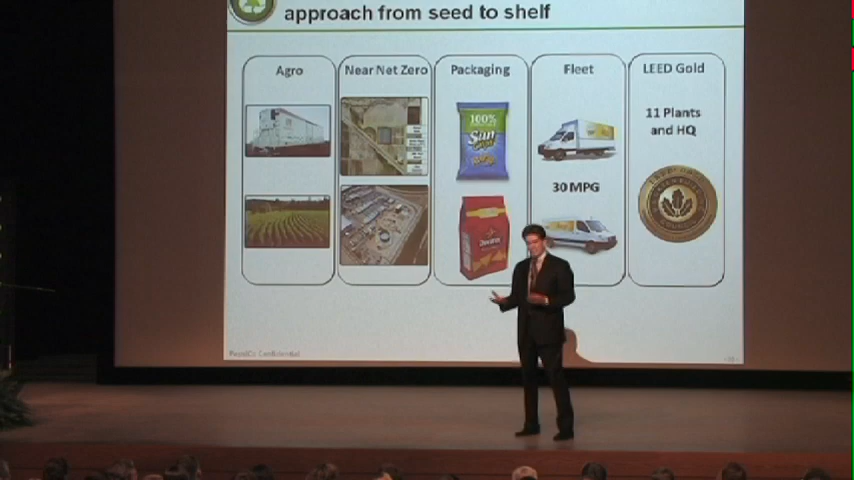 approach from seed to shelf
Agro
Near Net Zero
Packaging
Fleet
LEED Gold
11 Plants
and HQ
100%
Sun
30 MPG
Doritos
PepsiCo Confidential